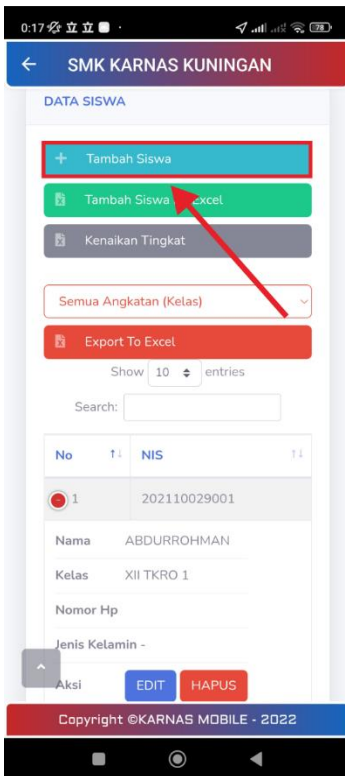 0:17
78
SMK KARNAS KUNINGAN
DATA SISWA
Tambah Siswa
Tambah Siswa Excel
Kenaikan Tingkat
Semua Angkatan (Kelas)
Export To Excel
Show 10 entries
Search:
No NIS
1 202110029001
Nama ABDURROHMAN
Kelas XII TKRO 1
Nomor Hp
Jenis Kelamin -
Aksi EDIT HAPUS
Copyright ©KARNAS MOBILE - 2022